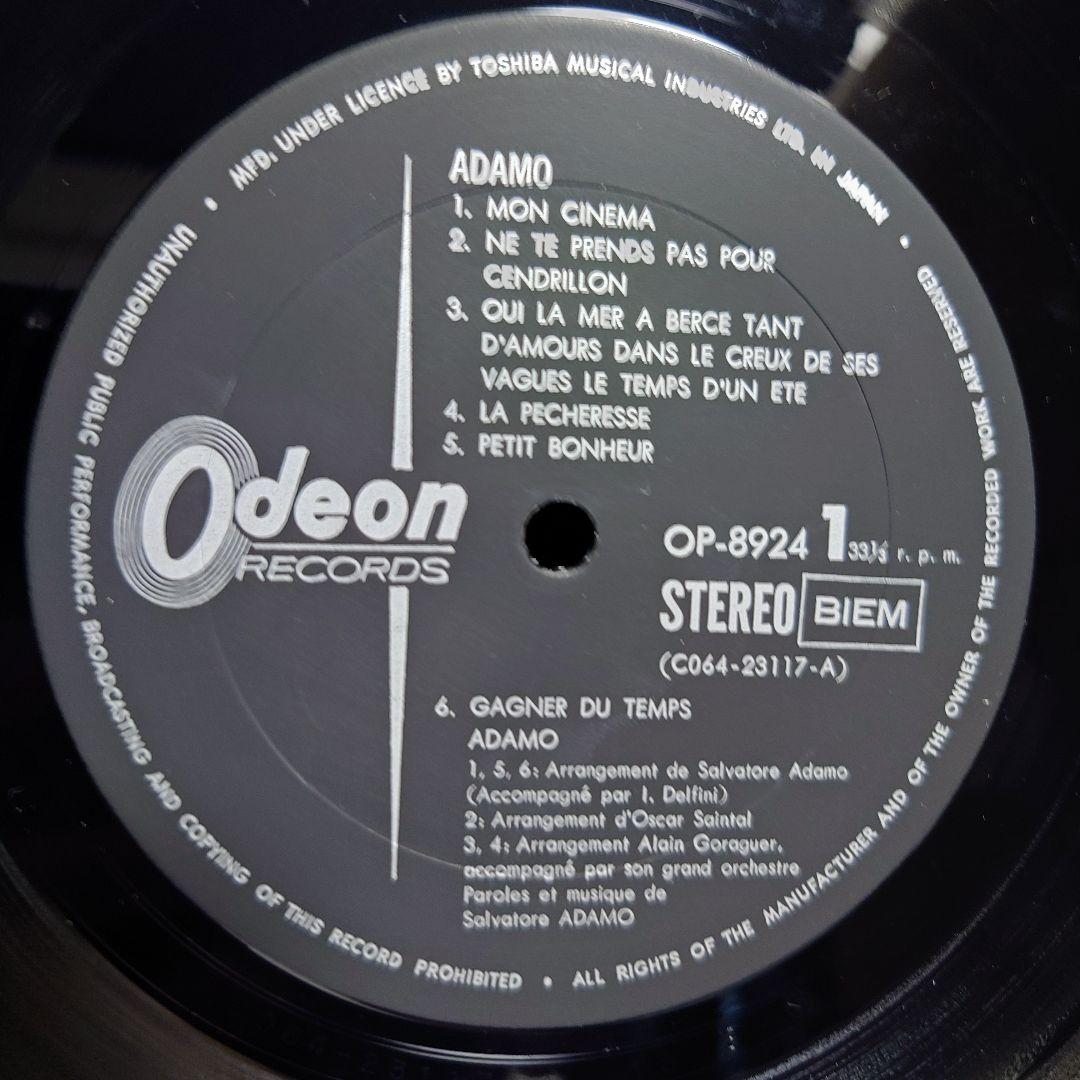 MFD. UNDER LICENCE BY TOSHIBA MUSICAL INDUSTRIES LTD. IN JAPAN •
ADAMO
1. MON CINEMA
2. NE TE PRENDS PAS POUR
CENDRILLON
3. OUI LA MER A BERCE TANT
D'AMOURS DANS LE CREUX DE SES
VAGUES LE TEMPS D'UN ETE
4. LA PECHERESSE
5. PETIT BONHEUR
Odeon
RECORDS
OP-8924 1 33⅓ r. p. m.
STEREO BIEM
(C064-23117-A)
6. GAGNER DU TEMPS
ADAMO
1, 5, 6: Arrangement de Salvatore Adamo
(Accompagné par I. Delfini)
2: Arrangement d'Oscar Saintal
3, 4: Arrangement Alain Goraguer,
accompagné par son grand orchestre
Paroles et musique de
Salvatore ADAMO
UNAUTHORIZED PUBLIC PERFORMANCE, BROADCASTING AND COPYING OF THIS RECORD PROHIBITED • ALL RIGHTS OF THE MANUFACTURER AND OF THE OWNER OF THE RECORDED WORK ARE RESERVED